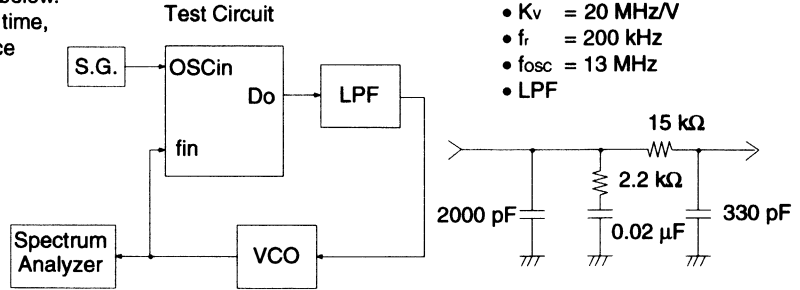 below.
time,
ce
Test Circuit
S.G.
OSCin
Do
fin
LPF
VCO
Spectrum
Analyzer
• Kv = 20 MHz/V
• fr = 200 kHz
• fosc = 13 MHz
• LPF
15 kΩ
2.2 kΩ
2000 pF
0.02 μF
330 pF